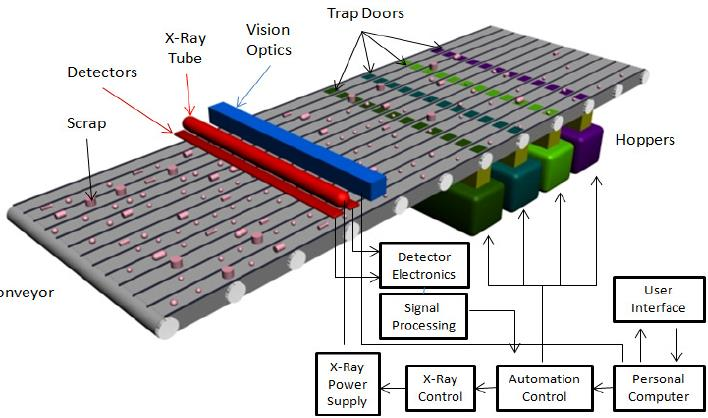 Trap Doors
Vision
Optics
X-Ray
Tube
Detectors
Scrap
Hoppers
onveyor
Detector
Electronics
Signal
Processing
User
Interface
X-Ray
Power
Supply
X-Ray
Control
Automation
Control
Personal
Computer